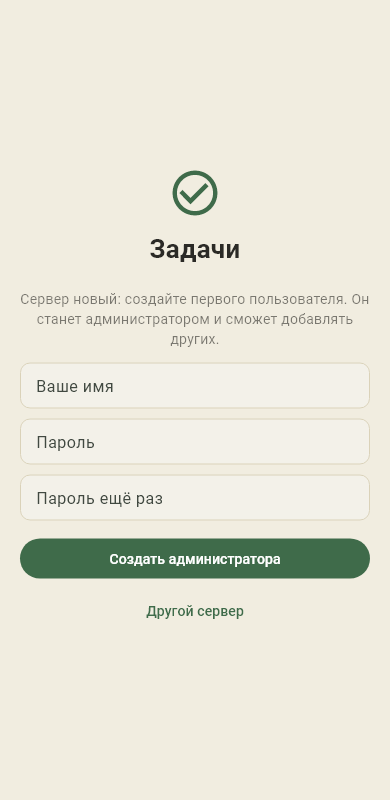 Задачи
Сервер новый: создайте первого пользователя. Он
станет администратором и сможет добавлять
других.
Ваше имя
Пароль
Пароль ещё раз
Создать администратора
Другой сервер